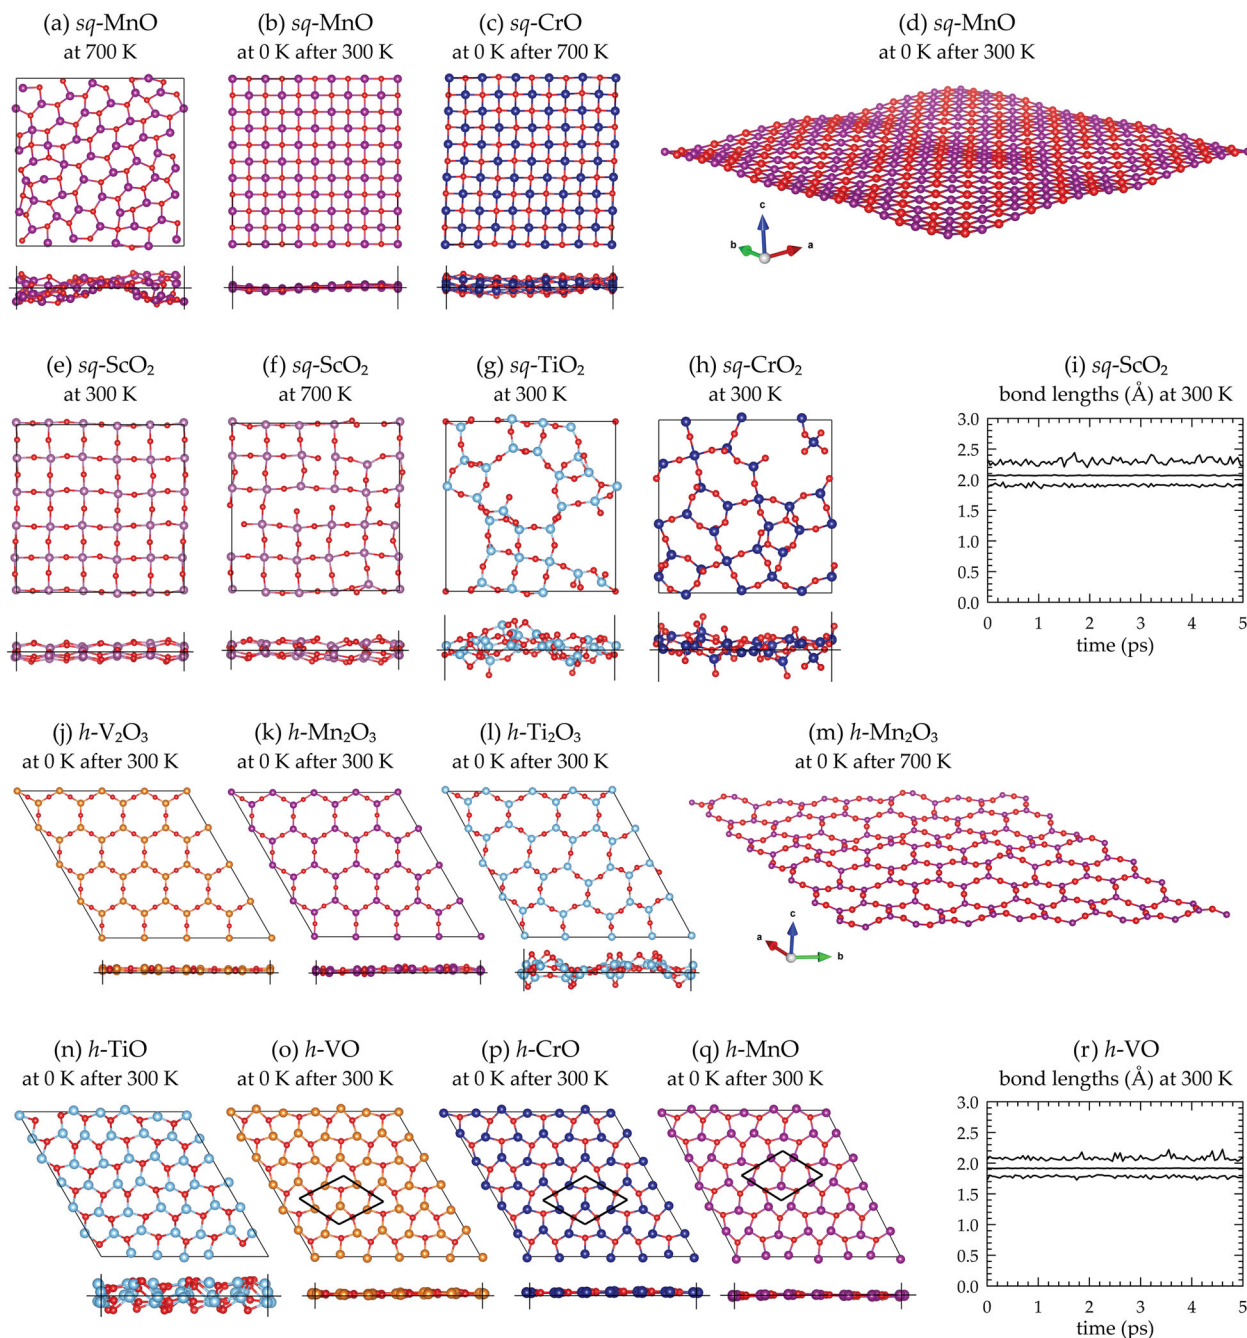 (a) sq-MnO
at 700 K
(b) sq-MnO
at 0 K after 300 K
(c) sq-CrO
at 0 K after 700 K
(d) sq-MnO
at 0 K after 300 K
c
b
a
(e) sq-ScO₂
at 300 K
(f) sq-ScO₂
at 700 K
(g) sq-TiO₂
at 300 K
(h) sq-CrO₂
at 300 K
(i) sq-ScO₂
bond lengths (Å) at 300 K
3.0
2.5
2.0
1.5
1.0
0.5
0.0
0 1 2 3 4 5
time (ps)
(j) h-V₂O₃
at 0 K after 300 K
(k) h-Mn₂O₃
at 0 K after 300 K
(l) h-Ti₂O₃
at 0 K after 300 K
(m) h-Mn₂O₃
at 0 K after 700 K
c
a
b
(n) h-TiO
at 0 K after 300 K
(o) h-VO
at 0 K after 300 K
(p) h-CrO
at 0 K after 300 K
(q) h-MnO
at 0 K after 300 K
(r) h-VO
bond lengths (Å) at 300 K
3.0
2.5
2.0
1.5
1.0
0.5
0.0
0 1 2 3 4 5
time (ps)